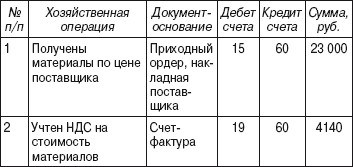 № п/п
Хозяйственная операция
Документ-основание
Дебет счета
Кредит счета
Сумма, руб.
1
Получены
материалы по цене
поставщика
Приходный
ордер, нак-
ладная
постав-
щика
15
60
23 000
2
Учтен НДС на
стоимость
материалов
Счет-
фактура
19
60
4140